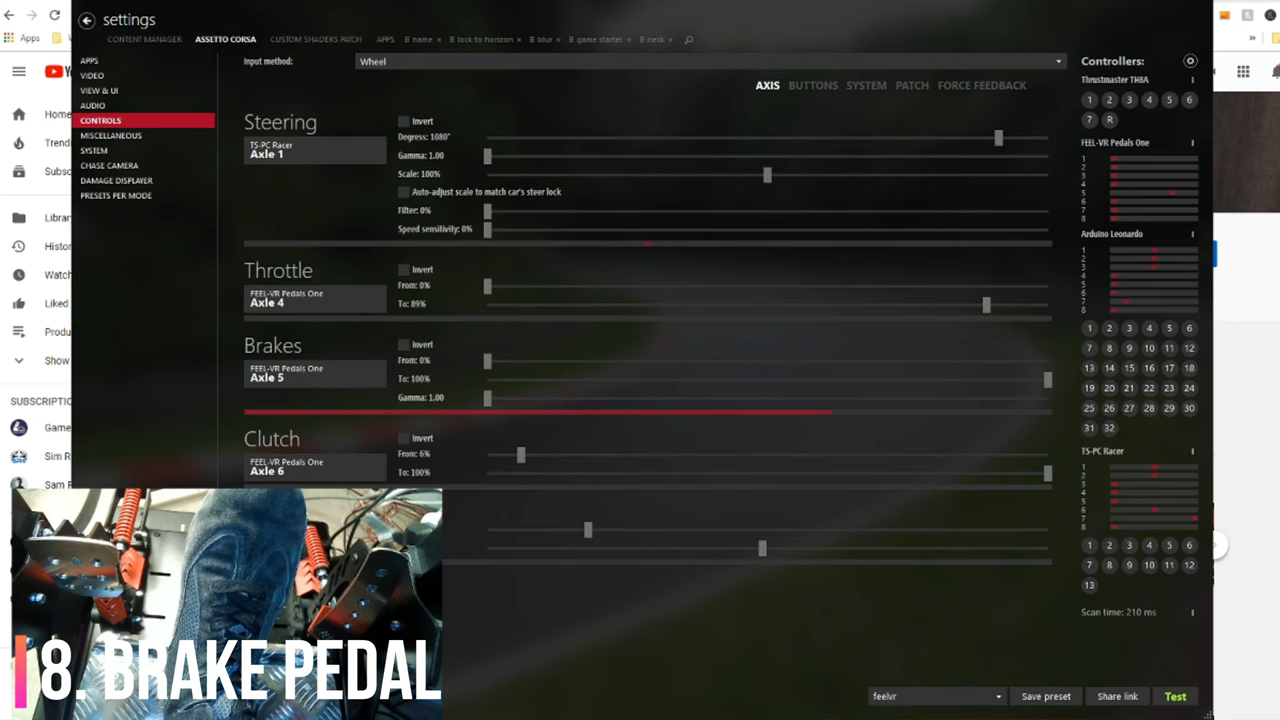 settings
CONTENT MANAGER ASSETTO CORSA CUSTOM SHADERS PATCH APPS name × lock to horizon × blur × game starter × neck ×
Apps
APPS
VIDEO
VIEW & UI
AUDIO
CONTROLS
MISCELLANEOUS
SYSTEM
CHASE CAMERA
DAMAGE DISPLAYER
PRESETS PER MODE
Home
Trendi
Subsc
Librar
Histor
Watch
Liked
Produ
Show
SUBSCRIPTIO
Game
Sim R
Sam F
Input method: Wheel
AXIS BUTTONS SYSTEM PATCH FORCE FEEDBACK
Steering
TS-PC Racer
Axle 1
Invert
Degress: 1080°
Gamma: 1.00
Scale: 100%
Auto-adjust scale to match car's steer lock
Filter: 0%
Speed sensitivity: 0%
Throttle
FEEL-VR Pedals One
Axle 4
Invert
From: 0%
To: 89%
Brakes
FEEL-VR Pedals One
Axle 5
Invert
From: 0%
To: 100%
Gamma: 1.00
Clutch
FEEL-VR Pedals One
Axle 6
Invert
From: 6%
To: 100%
Controllers:
Thrustmaster TH8A
1 2 3 4 5 6
7 R
FEEL-VR Pedals One
1
2
3
4
5
6
7
8
Arduino Leonardo
1
2
3
4
5
6
7
8
1 2 3 4 5 6
7 8 9 10 11 12
13 14 15 16 17 18
19 20 21 22 23 24
25 26 27 28 29 30
31 32
TS-PC Racer
1
2
3
4
5
6
7
8
1 2 3 4 5 6
7 8 9 10 11 12
13
Scan time: 210 ms
feelvr Save preset Share link Test
8. BRAKE PEDAL